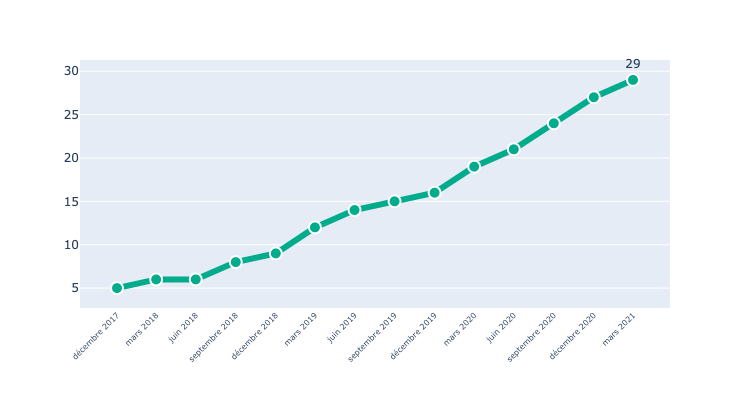 29
30
25
20
15
10
5
décembre 2017
mars 2018
juin 2018
septembre 2018
décembre 2018
mars 2019
juin 2019
septembre 2019
décembre 2019
mars 2020
juin 2020
septembre 2020
décembre 2020
mars 2021